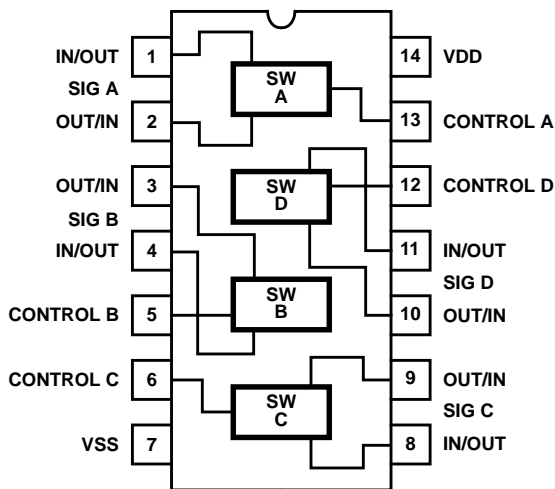 IN/OUT 1
SIG A
OUT/IN 2
OUT/IN 3
SIG B
IN/OUT 4
CONTROL B 5
CONTROL C 6
VSS 7
SW
A
SW
D
SW
B
SW
C
14 VDD
13 CONTROL A
12 CONTROL D
11 IN/OUT
SIG D
10 OUT/IN
9 OUT/IN
SIG C
8 IN/OUT